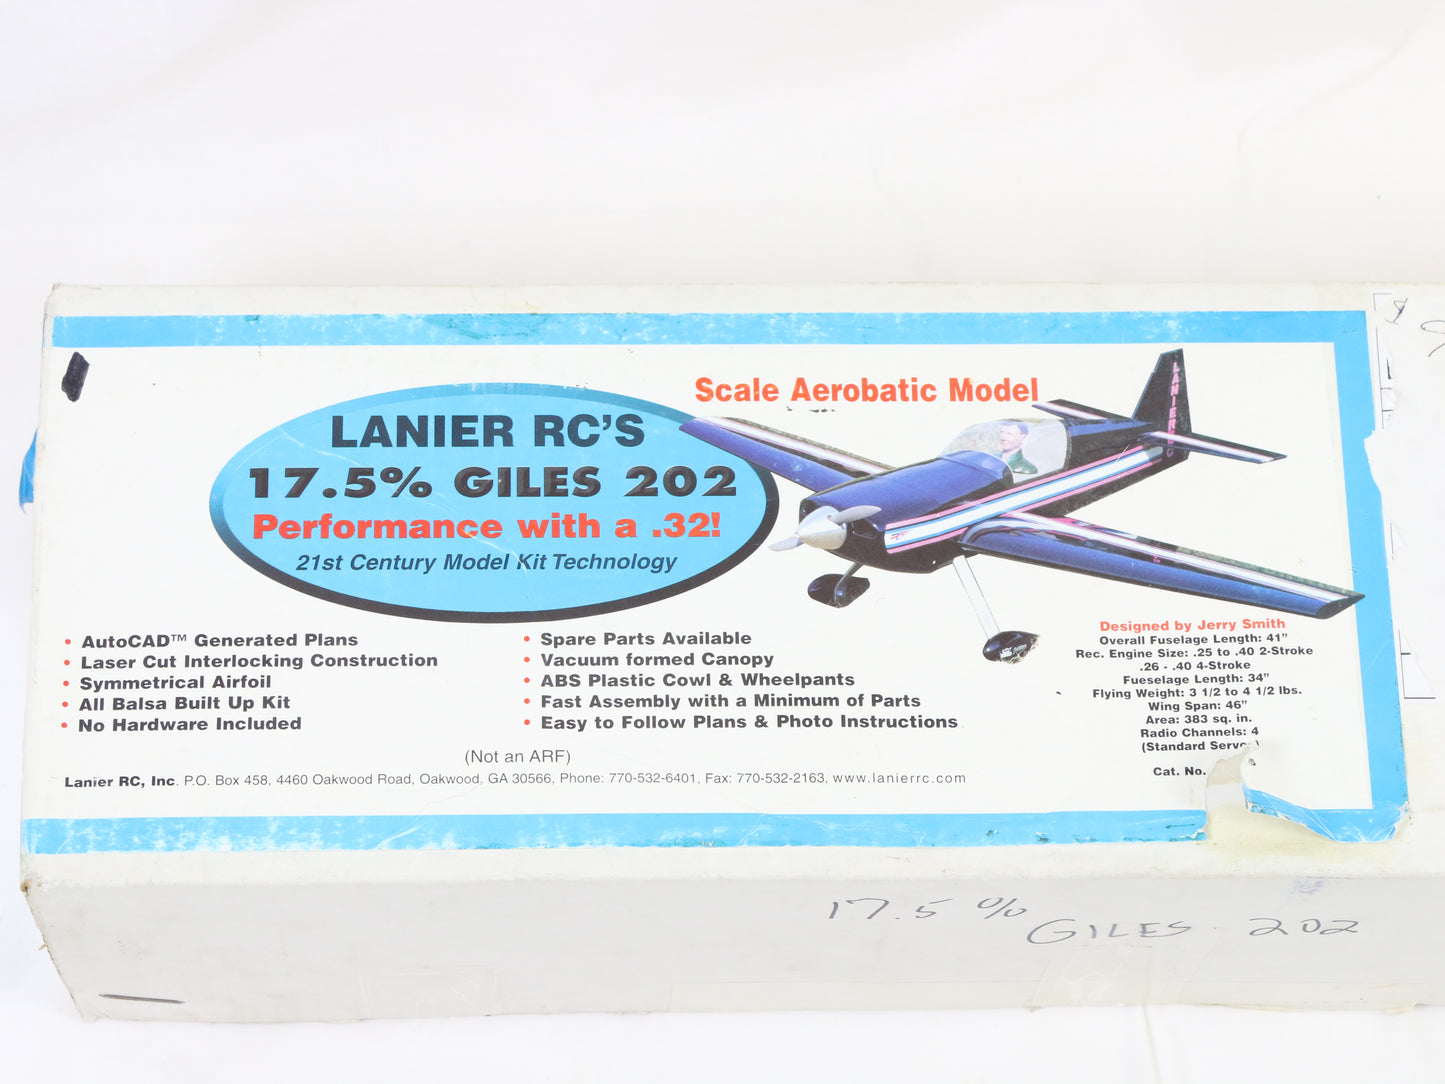 Scale Aerobatic Model
LANIER RC'S
17.5% GILES 202
Performance with a .32!
21st Century Model Kit Technology
LANIER RC
• AutoCAD™ Generated Plans
• Laser Cut Interlocking Construction
• Symmetrical Airfoil
• All Balsa Built Up Kit
• No Hardware Included
• Spare Parts Available
• Vacuum formed Canopy
• ABS Plastic Cowl & Wheelpants
• Fast Assembly with a Minimum of Parts
• Easy to Follow Plans & Photo Instructions
(Not an ARF)
Lanier RC, Inc. P.O. Box 458, 4460 Oakwood Road, Oakwood, GA 30566, Phone: 770-532-6401, Fax: 770-532-2163, www.lanierrc.com
Designed by Jerry Smith
Overall Fuselage Length: 41"
Rec. Engine Size: .25 to .40 2-Stroke
.26 - .40 4-Stroke
Fueselage Length: 34"
Flying Weight: 3 1/2 to 4 1/2 lbs.
Wing Span: 46"
Area: 383 sq. in.
Radio Channels: 4
(Standard Servo)
Cat. No.
$
17.5 %
GILES 202